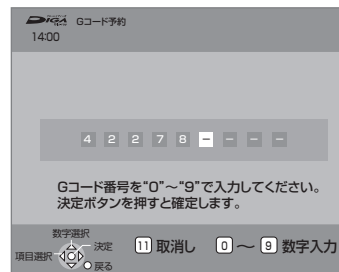 DIGA Gコード予約
14:00
4 2 2 7 8 - - - - -
Gコード番号を“0”～“9”で入力してください。
決定ボタンを押すと確定します。
数字選択
項目選択 決定
戻る
11 取消し 0 ～ 9 数字入力